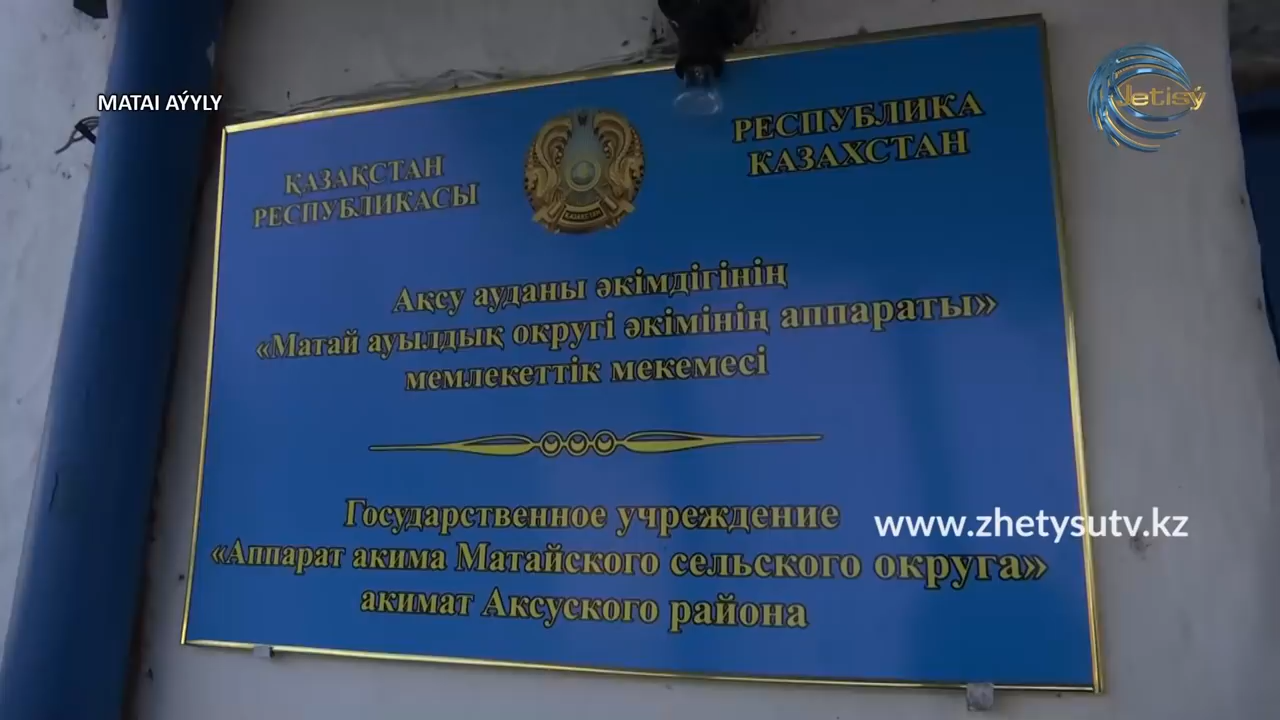 MATAI AÝYLY
Jetisý
ҚАЗАҚСТАН
РЕСПУБЛИКАСЫ
ҚАЗАҚСТАН
РЕСПУБЛИКА
КАЗАХСТАН
Ақсу ауданы әкімдігінің
«Матай ауылдық округі әкімінің аппараты»
мемлекеттік мекемесі
Государственное учреждение
«Аппарат акима Матайского сельского округа»
акимат Аксуского района
www.zhetysutv.kz